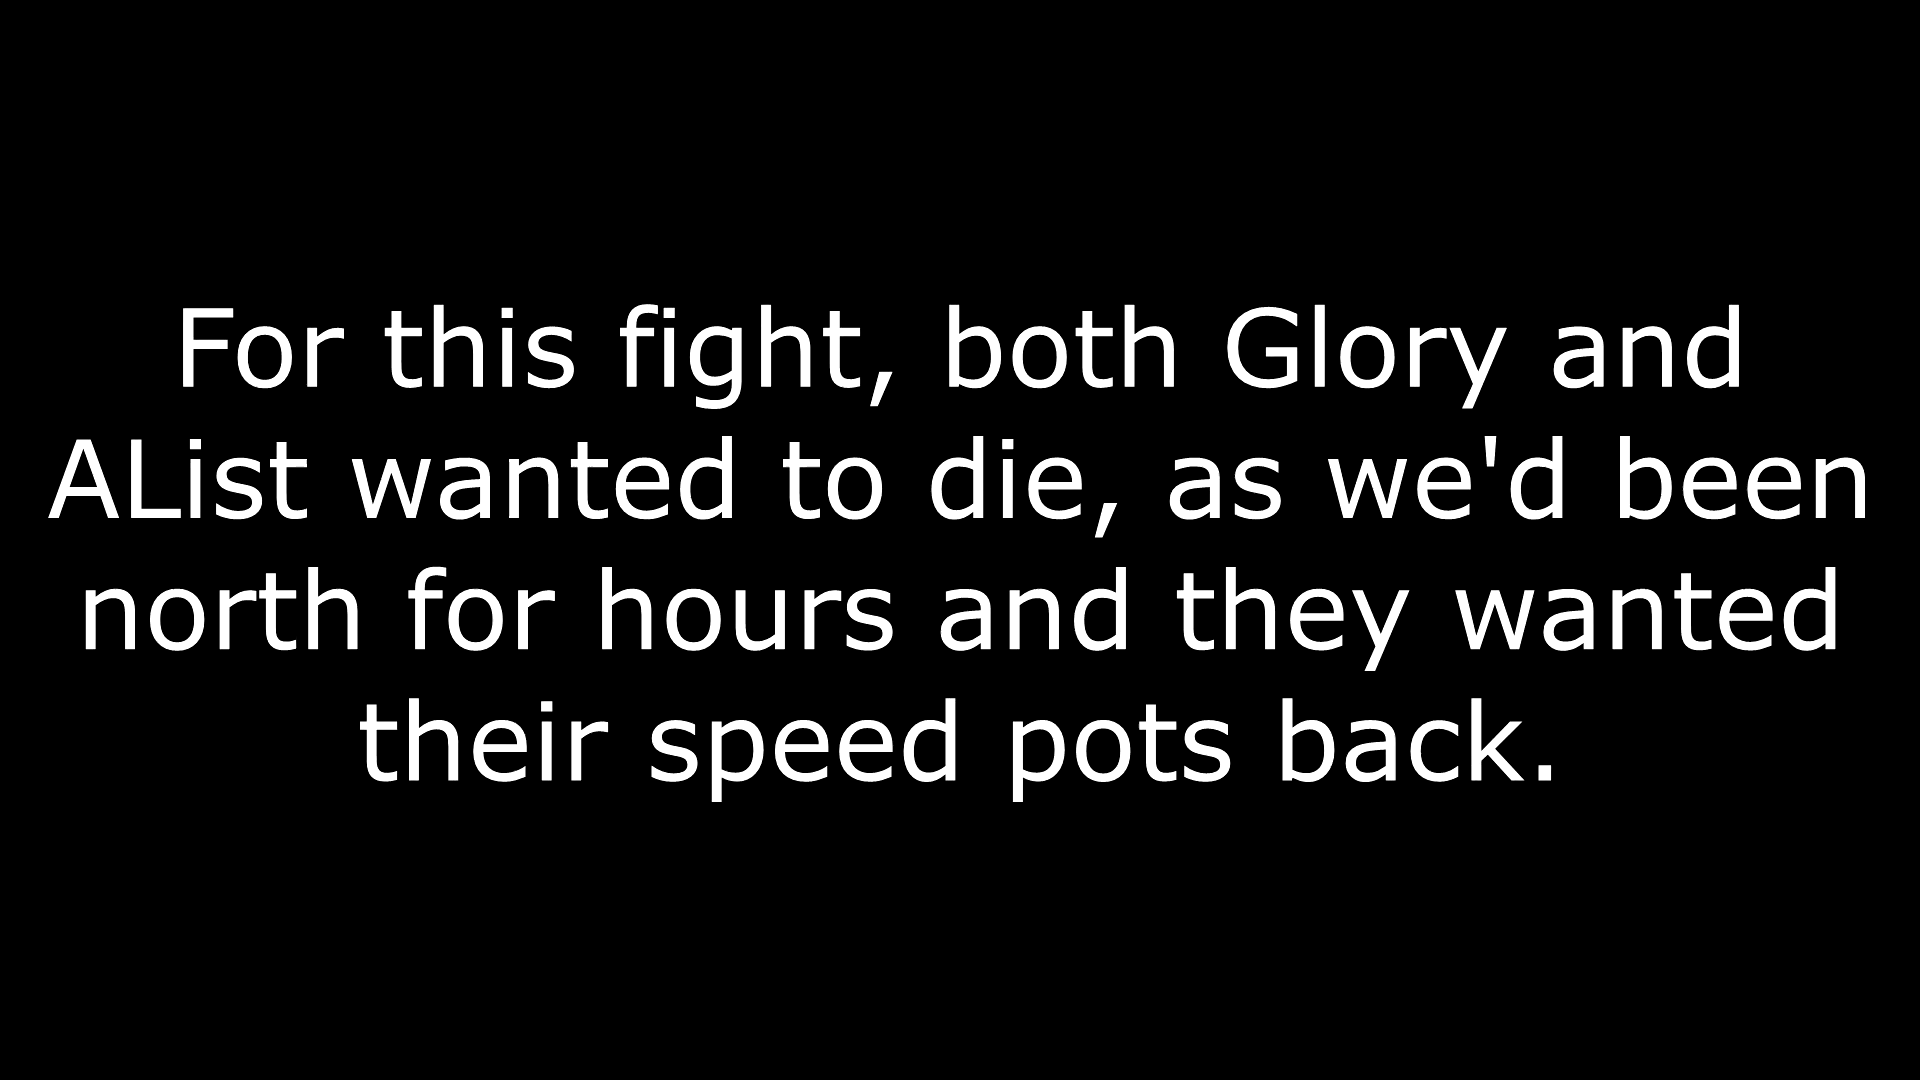 For this fight, both Glory and
AList wanted to die, as we'd been
north for hours and they wanted
their speed pots back.